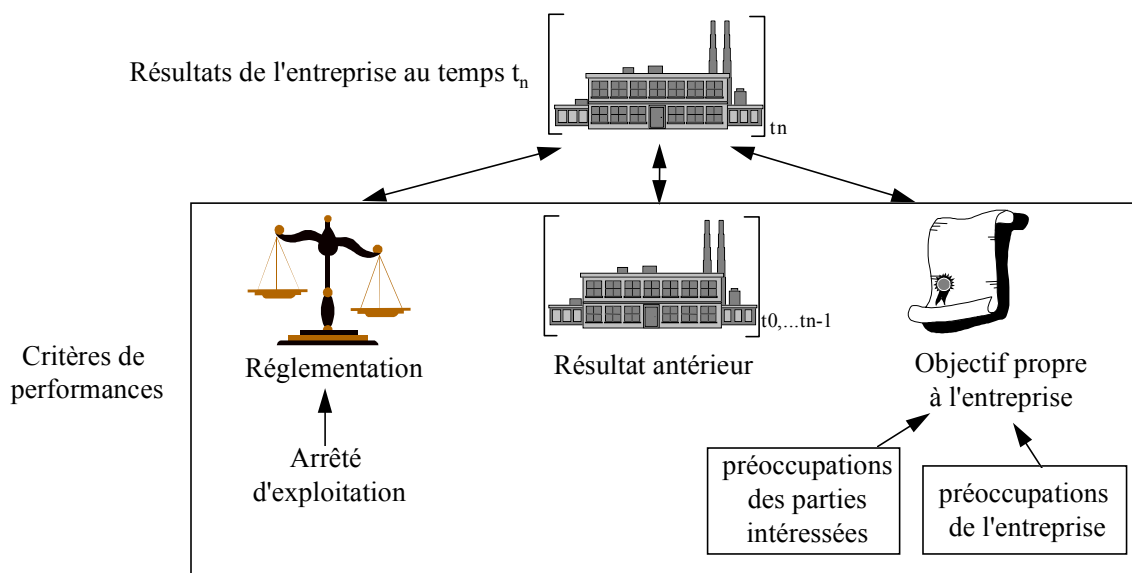 Résultats de l'entreprise au temps tn
tn
Critères de
performances
t0,...tn-1
Réglementation
Résultat antérieur
Objectif propre
à l'entreprise
Arrêté
d'exploitation
préoccupations
des parties
intéressées
préoccupations
de l'entreprise